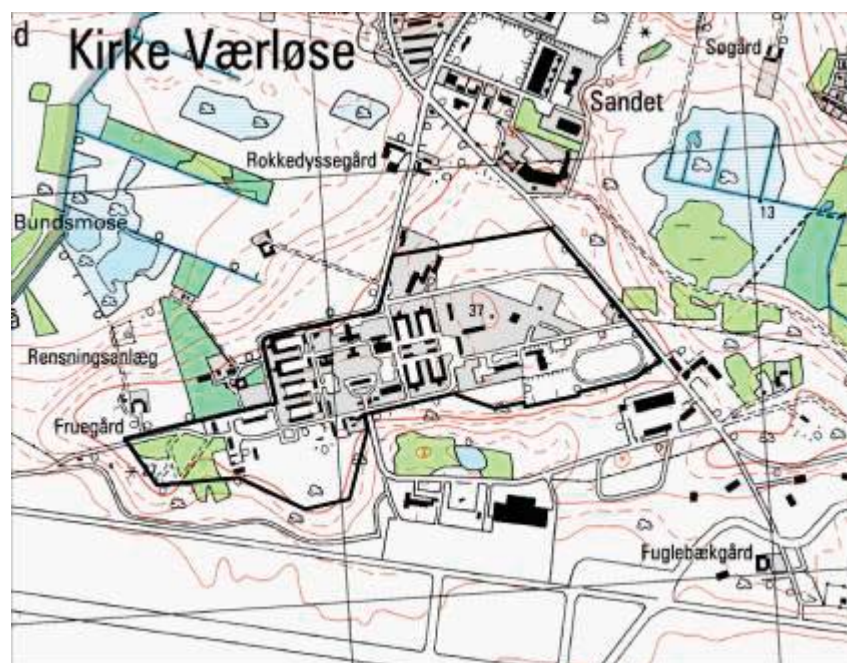 d
Kirke Værløse
Søgård
Sandet
Rokkedyssegård
Bundsmose
13
37
Rensningsanlæg
Fruegård
Fuglebækgård
D